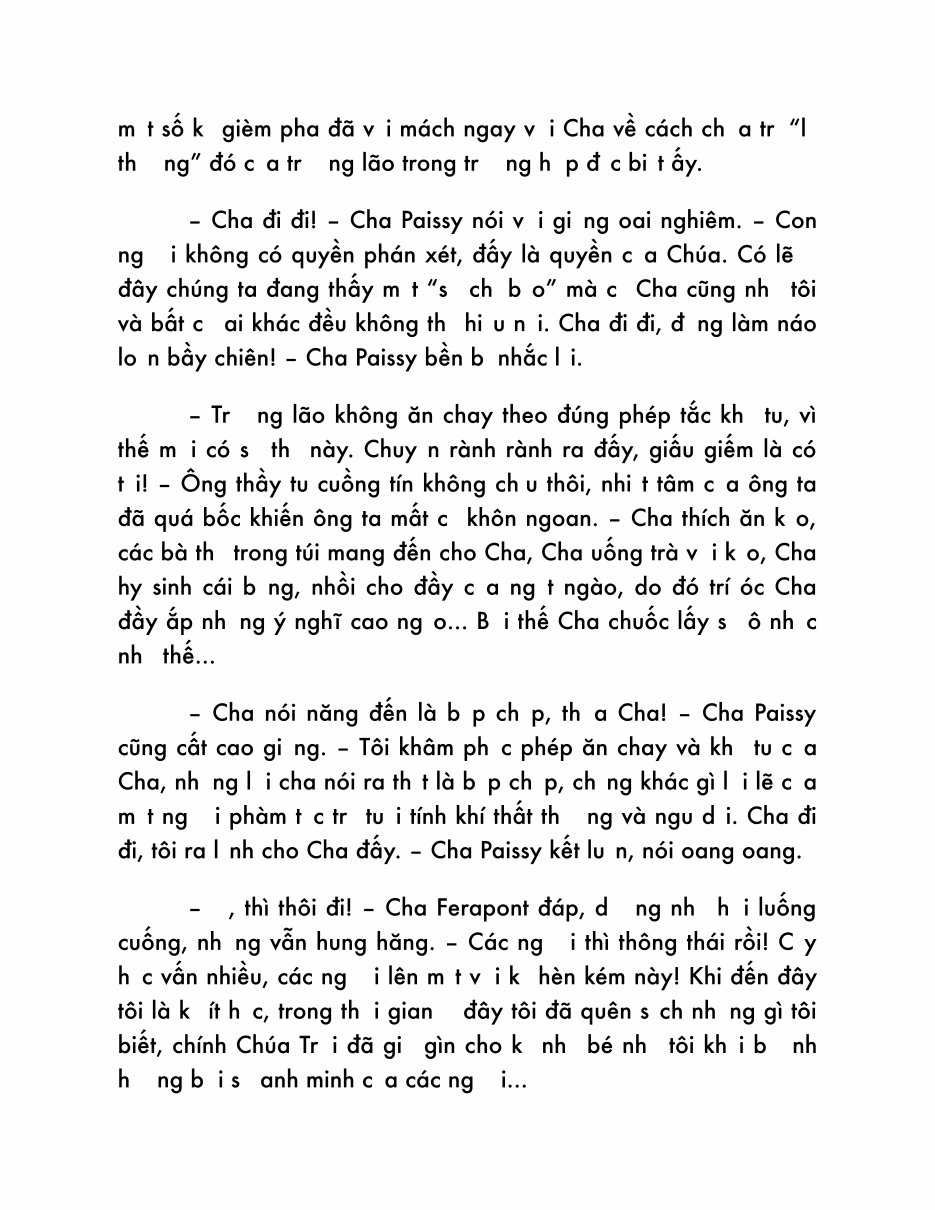 m t số k gièm pha đã v i mách ngay v i Cha về cách ch a tr “l
th ng” đó c a tr ng lão trong tr ng h p đ c bi t ấy.
– Cha đi đi! – Cha Paissy nói v i gi ng oai nghiêm. – Con
ng i không có quyền phán xét, đấy là quyền c a Chúa. Có lẽ
đây chúng ta đang thấy m t “s ch b o” mà c Cha cũng nh tôi
và bất c ai khác đều không th hi u n i. Cha đi đi, đ ng làm náo
lo n bầy chiên! – Cha Paissy bền b nhắc l i.
– Tr ng lão không ăn chay theo đúng phép tắc kh tu, vì
thế m i có s th này. Chuy n rành rành ra đấy, giấu giếm là có
t i! – Ông thầy tu cuồng tín không ch u thôi, nhi t tâm c a ông ta
đã quá bốc khiến ông ta mất c khôn ngoan. – Cha thích ăn k o,
các bà th trong túi mang đến cho Cha, Cha uống trà v i k o, Cha
hy sinh cái b ng, nhồi cho đầy c a ng t ngào, do đó trí óc Cha
đầy ắp nh ng ý nghĩ cao ng o... B i thế Cha chuốc lấy s ô nh c
nh thế...
– Cha nói năng đến là b p ch p, th a Cha! – Cha Paissy
cũng cất cao gi ng. – Tôi khâm ph c phép ăn chay và kh tu c a
Cha, nh ng l i cha nói ra th t là b p ch p, ch ng khác gì l i lẽ c a
m t ng i phàm t c tr tu i tính khí thất th ng và ngu d i. Cha đi
đi, tôi ra l nh cho Cha đấy. – Cha Paissy kết lu n, nói oang oang.
– , thì thôi đi! – Cha Ferapont đáp, d ng nh h i luống
cuống, nh ng vẫn hung hăng. – Các ng i thì thông thái rồi! C y
h c vấn nhiều, các ng i lên m t v i k hèn kém này! Khi đến đây
tôi là k ít h c, trong th i gian đây tôi đã quên s ch nh ng gì tôi
biết, chính Chúa Tr i đã gi gìn cho k nh bé nh tôi kh i b nh
h ng b i s anh minh c a các ng i...